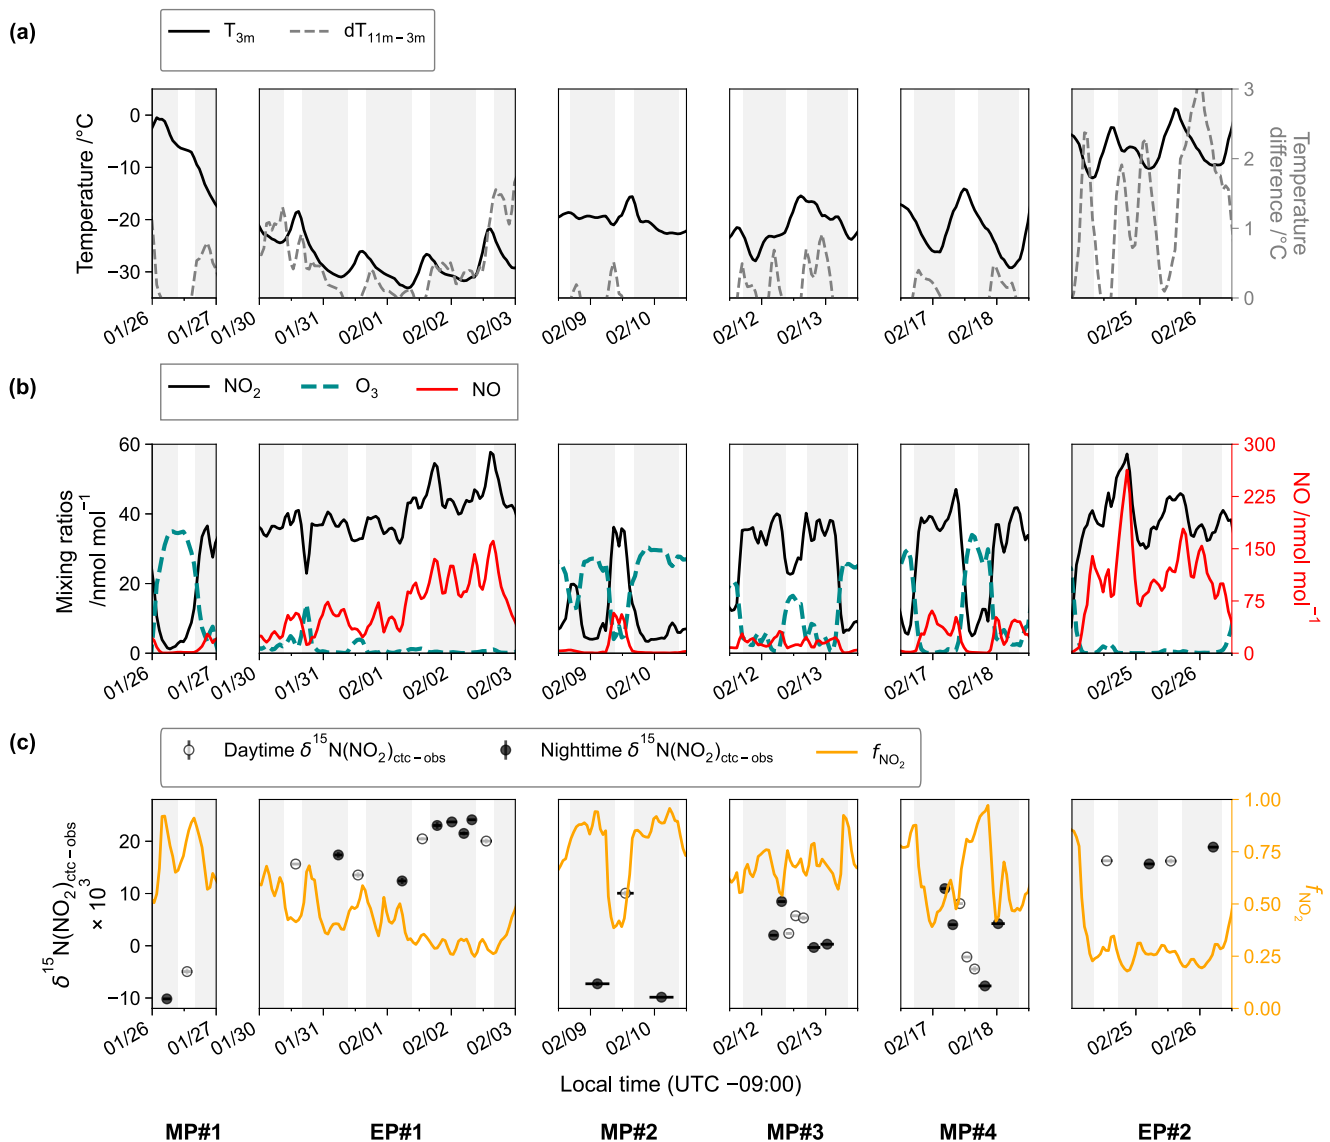 (a)
T3m
dT11m−3m
Temperature /°C
0
−10
−20
−30
3
2
1
0
Temperature
difference /°C
01/26
01/27
01/30
01/31
02/01
02/02
02/03
02/09
02/10
02/12
02/13
02/17
02/18
02/25
02/26
(b)
NO2
O3
NO
Mixing ratios
/nmol mol−1
60
40
20
0
300
225
150
75
0
NO /nmol mol−1
01/26
01/27
01/30
01/31
02/01
02/02
02/03
02/09
02/10
02/12
02/13
02/17
02/18
02/25
02/26
(c)
Daytime δ15N(NO2)ctc−obs
Nighttime δ15N(NO2)ctc−obs
fNO2
δ15N(NO2)ctc−obs
× 103
20
10
0
−10
1.00
0.75
0.50
0.25
0.00
fNO2
01/26
01/27
01/30
01/31
02/01
02/02
02/03
02/09
02/10
02/12
02/13
02/17
02/18
02/25
02/26
Local time (UTC −09:00)
MP#1
EP#1
MP#2
MP#3
MP#4
EP#2